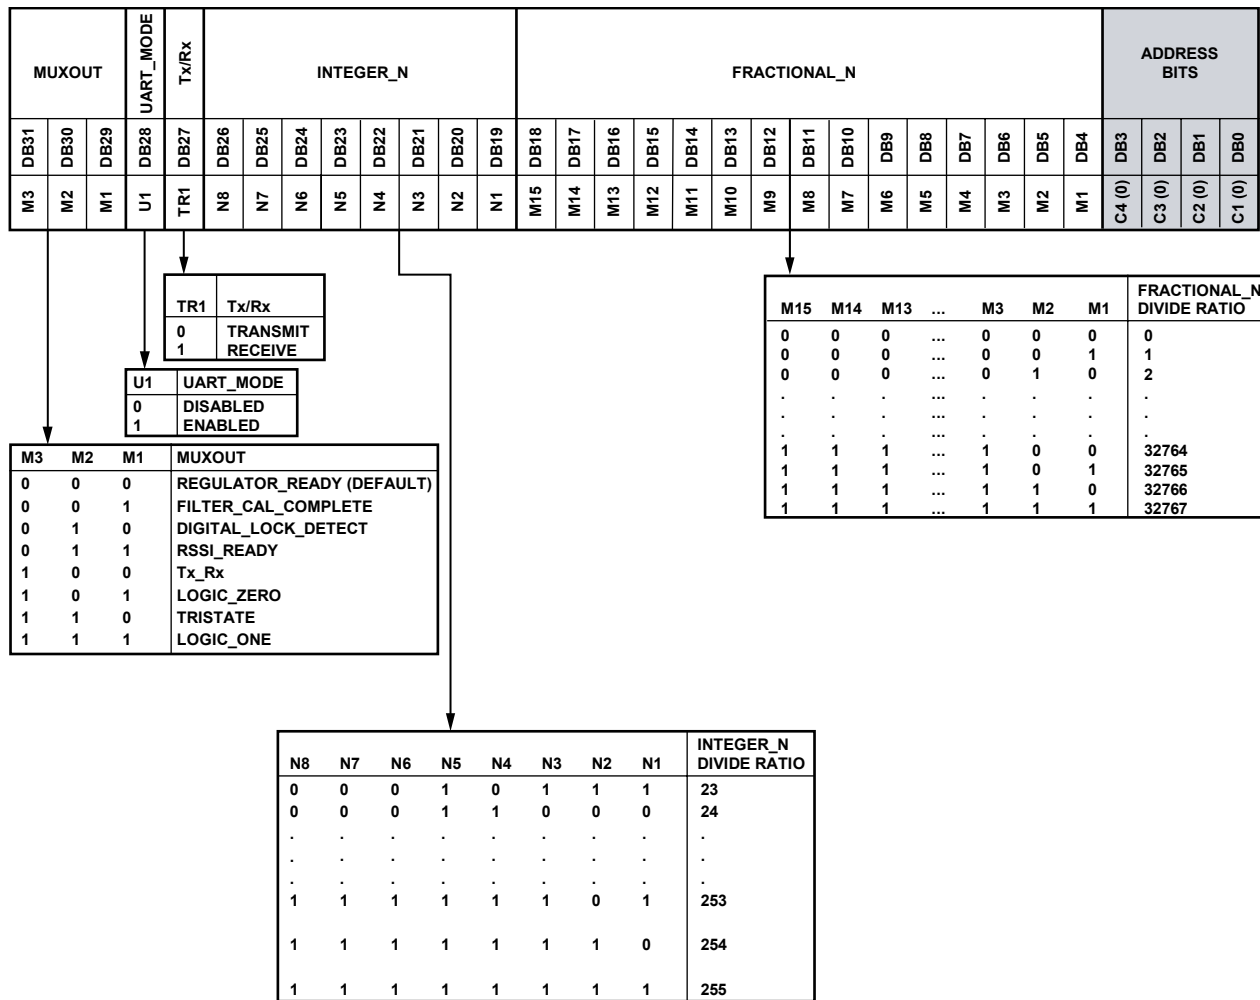 MUXOUT UART_MODE Tx/Rx INTEGER_N FRACTIONAL_N ADDRESS
BITS
DB31 DB30 DB29 DB28 DB27 DB26 DB25 DB24 DB23 DB22 DB21 DB20 DB19 DB18 DB17 DB16 DB15 DB14 DB13 DB12 DB11 DB10 DB9 DB8 DB7 DB6 DB5 DB4 DB3 DB2 DB1 DB0
M3 M2 M1 U1 TR1 N8 N7 N6 N5 N4 N3 N2 N1 M15 M14 M13 M12 M11 M10 M9 M8 M7 M6 M5 M4 M3 M2 M1 C4 (0) C3 (0) C2 (0) C1 (0)
TR1 Tx/Rx
0 TRANSMIT
1 RECEIVE
U1 UART_MODE
0 DISABLED
1 ENABLED
M3 M2 M1 MUXOUT
0 0 0 REGULATOR_READY (DEFAULT)
0 0 1 FILTER_CAL_COMPLETE
0 1 0 DIGITAL_LOCK_DETECT
0 1 1 RSSI_READY
1 0 0 Tx_Rx
1 0 1 LOGIC_ZERO
1 1 0 TRISTATE
1 1 1 LOGIC_ONE
FRACTIONAL_N
M15 M14 M13 ... M3 M2 M1 DIVIDE RATIO
0 0 0 ... 0 0 0 0
0 0 0 ... 0 0 1 1
0 0 0 ... 0 1 0 2
. . . ... . . . .
. . . ... . . . .
. . . ... . . . .
1 1 1 ... 1 0 0 32764
1 1 1 ... 1 0 1 32765
1 1 1 ... 1 1 0 32766
1 1 1 ... 1 1 1 32767
INTEGER_N
N8 N7 N6 N5 N4 N3 N2 N1 DIVIDE RATIO
0 0 0 1 0 1 1 1 23
0 0 0 1 1 0 0 0 24
. . . . . . . . .
. . . . . . . . .
. . . . . . . . .
1 1 1 1 1 1 0 1 253
1 1 1 1 1 1 1 0 254
1 1 1 1 1 1 1 1 255